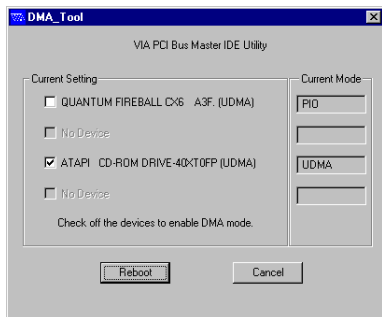 DMA_Tool
VIA PCI Bus Master IDE Utility
Current Setting
Current Mode
QUANTUM FIREBALL CX6 A3F. (UDMA)
PIO
No Device
ATAPI CD-ROM DRIVE-40XT0FP (UDMA)
UDMA
No Device
Check off the devices to enable DMA mode.
Reboot
Cancel